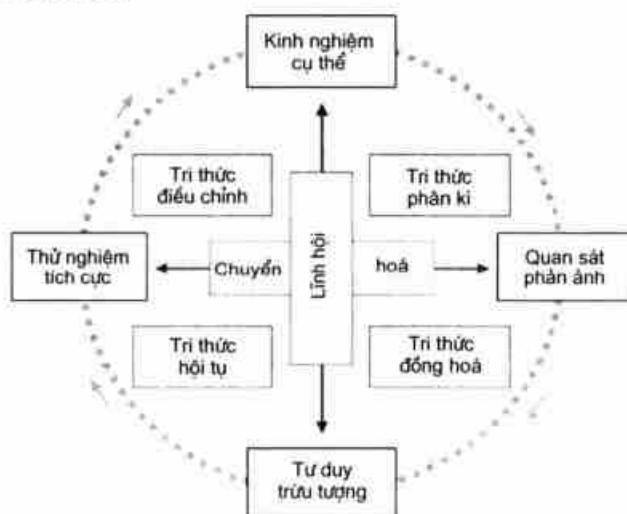 Kinh nghiệm
cụ thể
Tri thức
điều chỉnh
Tri thức
phân kì
Thử nghiệm
tích cực
Chuyển
Lĩnh hội
hoá
Quan sát
phản ánh
Tri thức
hội tụ
Tri thức
đồng hoá
Tư duy
trừu tượng